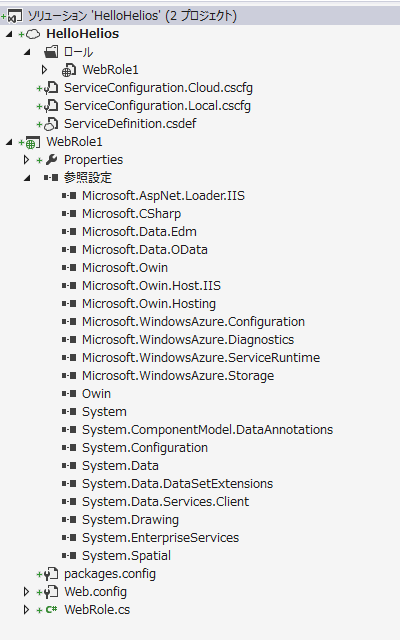 ソリューション 'HelloHelios' (2 プロジェクト)
HelloHelios
ロール
WebRole1
ServiceConfiguration.Cloud.cscfg
ServiceConfiguration.Local.cscfg
ServiceDefinition.csdef
WebRole1
Properties
参照設定
Microsoft.AspNet.Loader.IIS
Microsoft.CSharp
Microsoft.Data.Edm
Microsoft.Data.OData
Microsoft.Owin
Microsoft.Owin.Host.IIS
Microsoft.Owin.Hosting
Microsoft.WindowsAzure.Configuration
Microsoft.WindowsAzure.Diagnostics
Microsoft.WindowsAzure.ServiceRuntime
Microsoft.WindowsAzure.Storage
Owin
System
System.ComponentModel.DataAnnotations
System.Configuration
System.Data
System.Data.DataSetExtensions
System.Data.Services.Client
System.Drawing
System.EnterpriseServices
System.Spatial
packages.config
Web.config
C# WebRole.cs